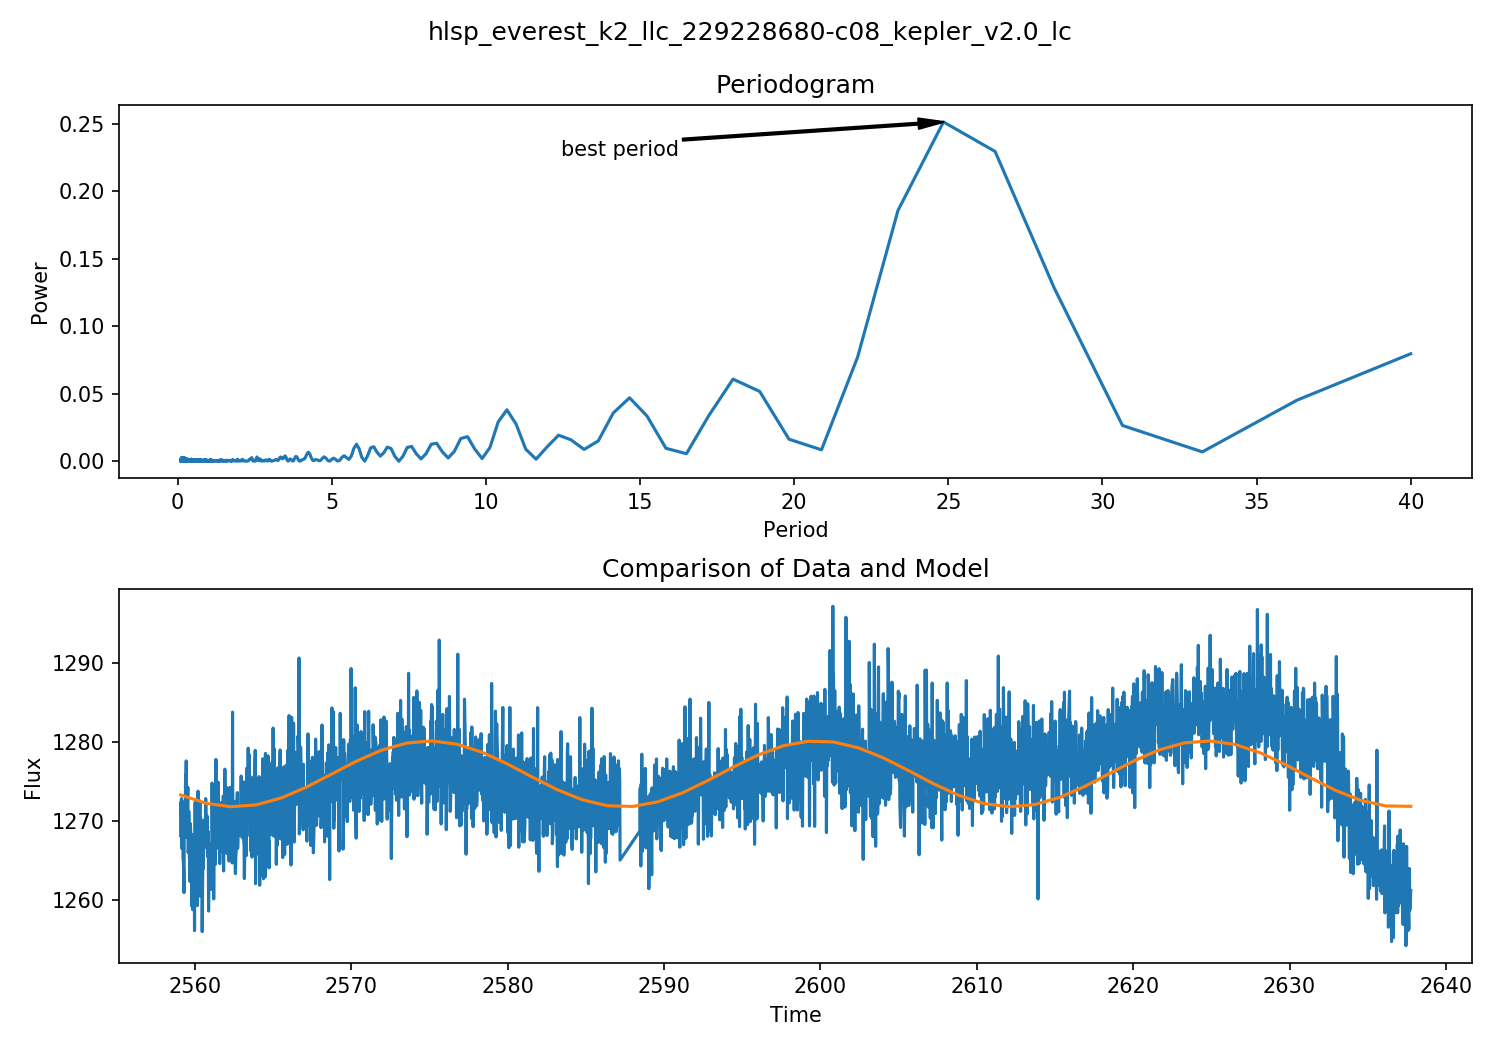 hlsp_everest_k2_llc_229228680-c08_kepler_v2.0_lc
Periodogram
0.25
0.20
0.15
0.10
0.05
0.00
Power
best period
0 5 10 15 20 25 30 35 40
Period
Comparison of Data and Model
1290
1280
1270
1260
Flux
2560 2570 2580 2590 2600 2610 2620 2630 2640
Time